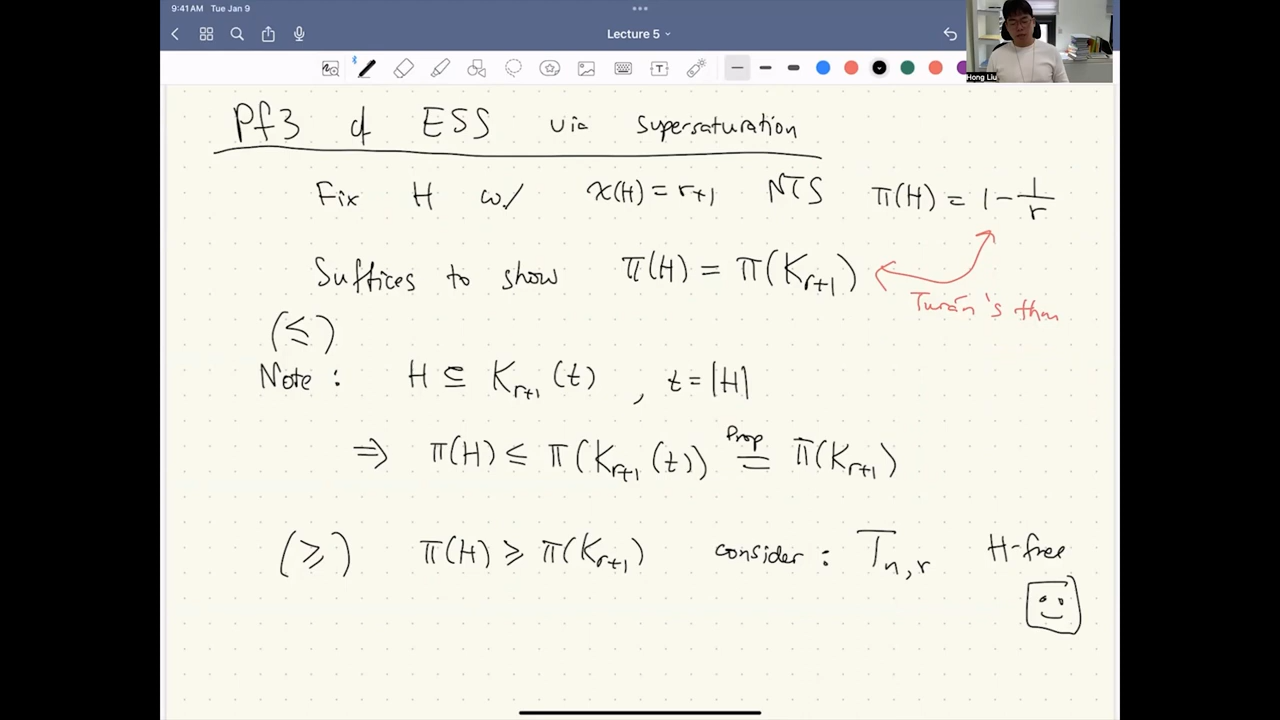 9:41 AM Tue Jan 9
Lecture 5
Hong Liu
Pf3 of ESS via supersaturation
Fix H w/ χ(H) = r+1 NTS π(H) = 1 - 1/r
Suffices to show π(H) = π(K_{r+1})
Turán's thm
(≤)
Note : H ⊆ K_{r+1}(t) , t = |H|
⇒ π(H) ≤ π(K_{r+1}(t)) Prop = π(K_{r+1})
(≥) π(H) ≥ π(K_{r+1}) consider : T_{n,r} H-free